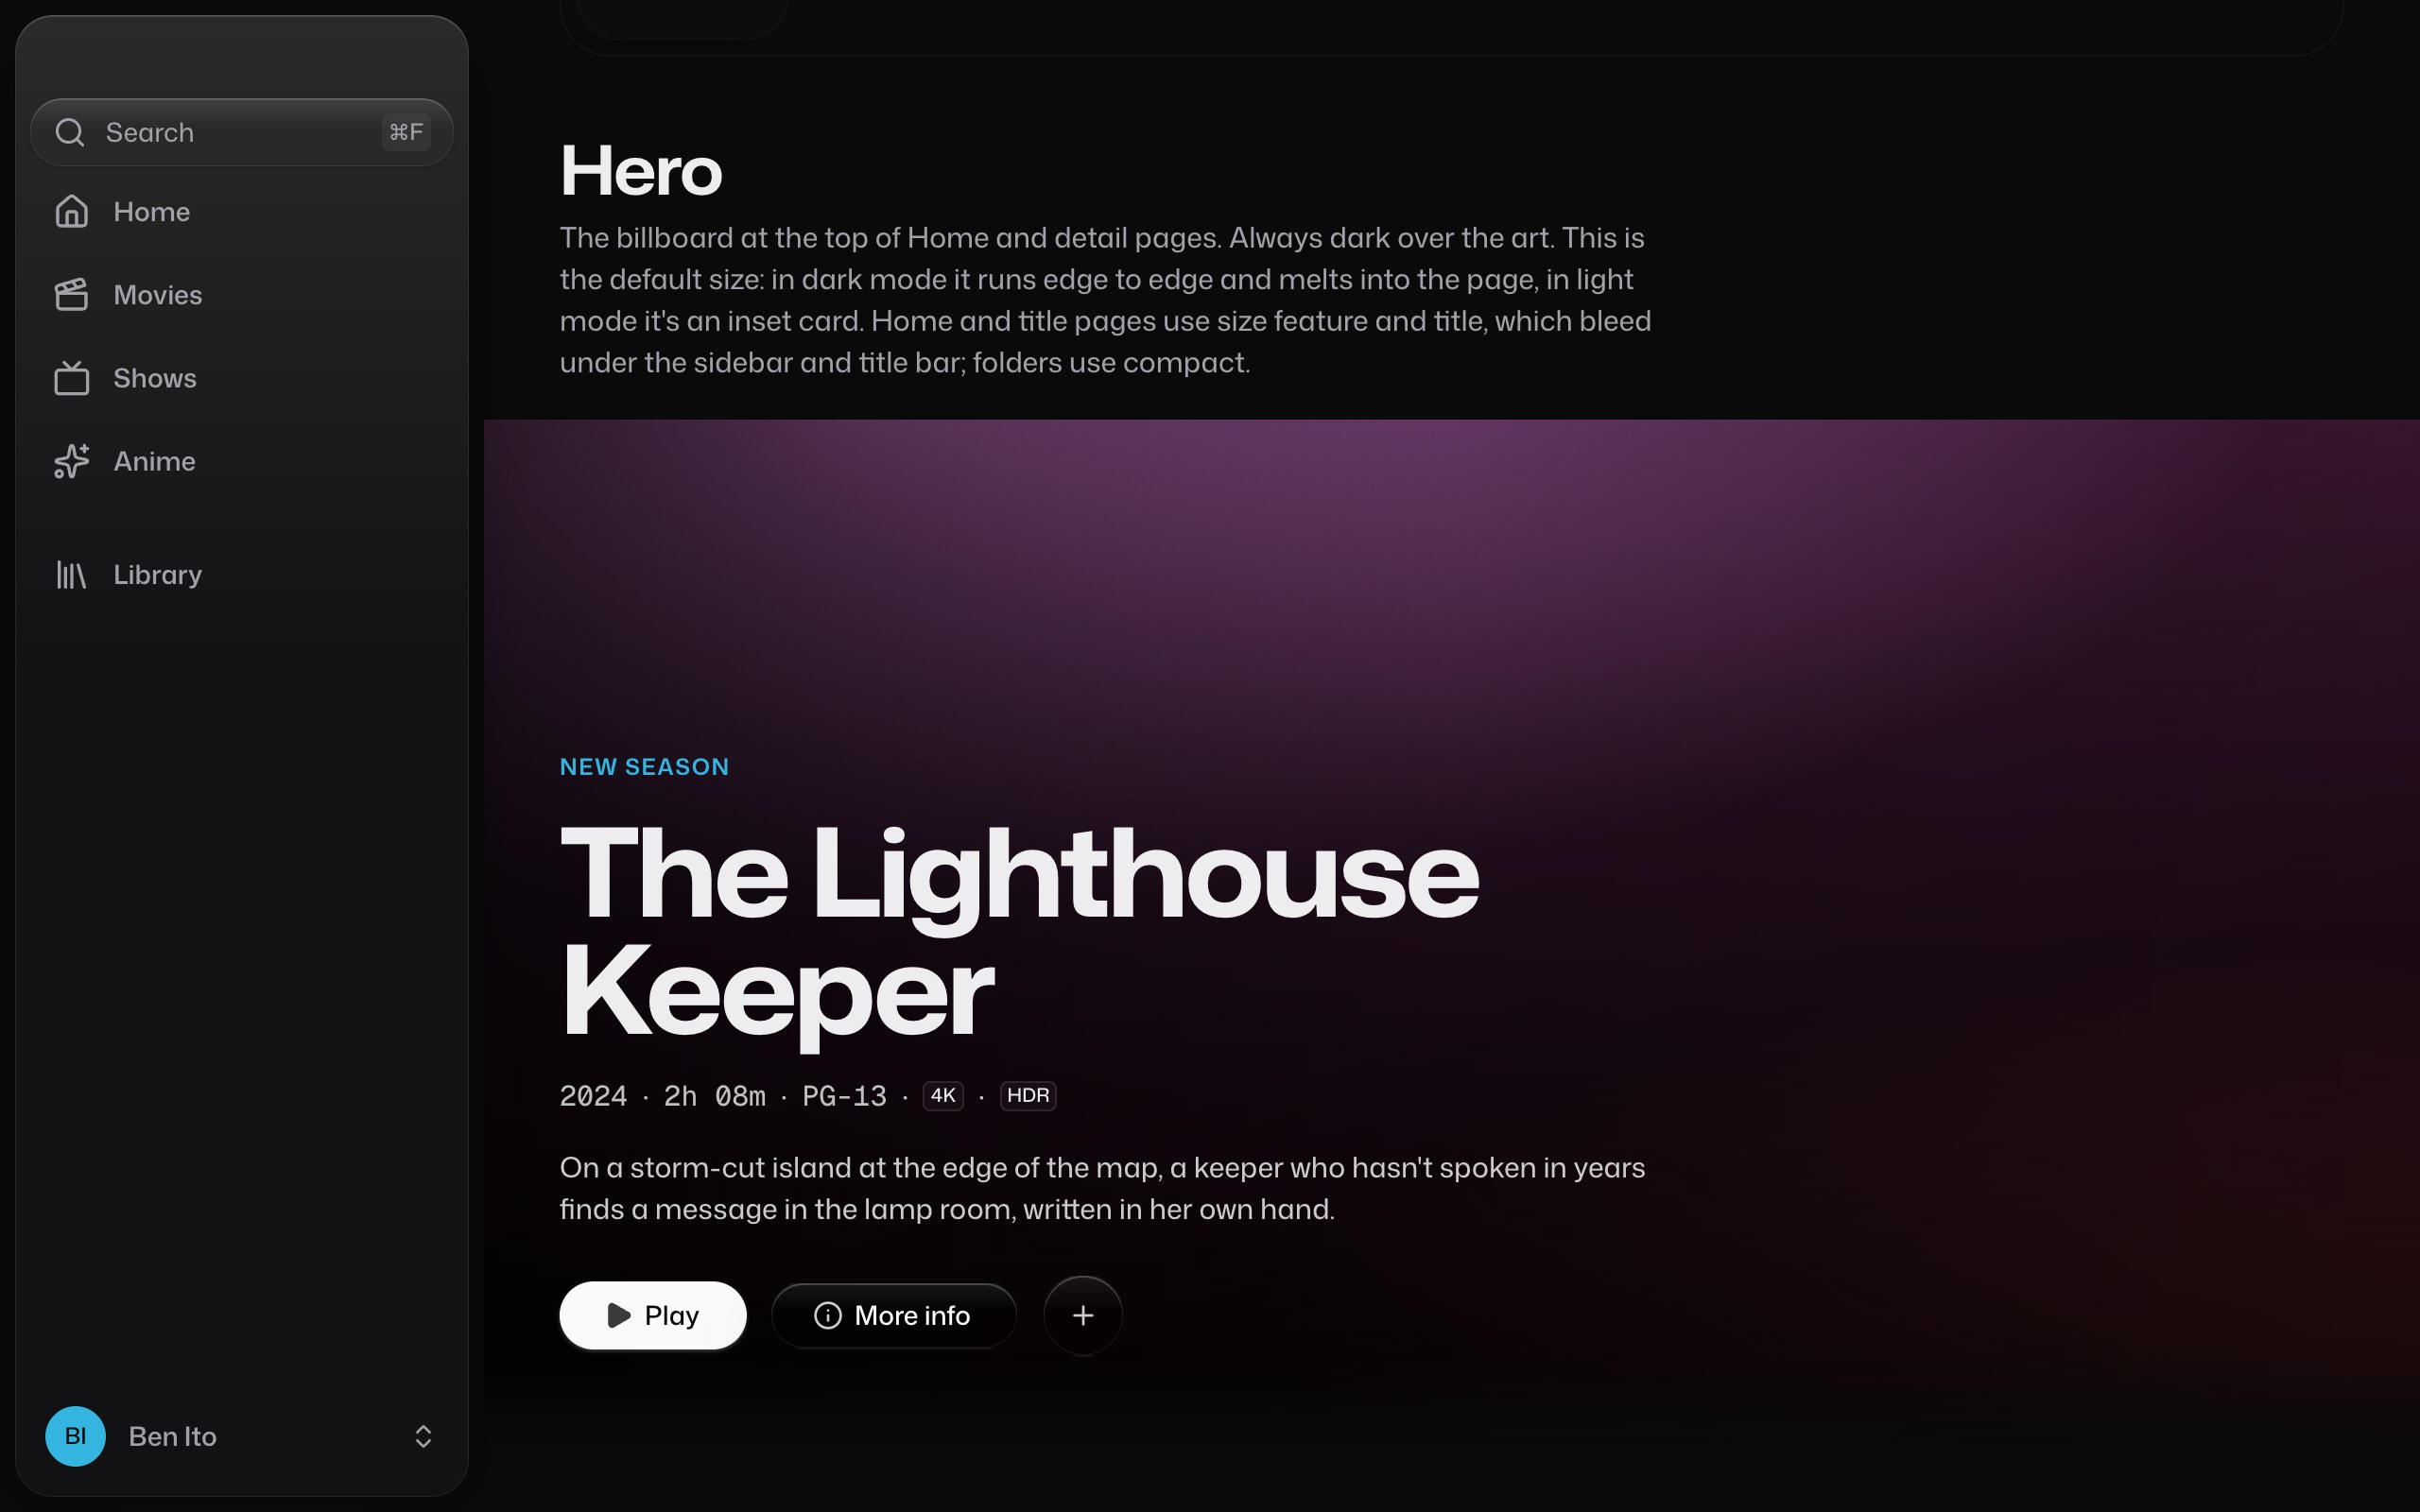 Search ⌘F
Home
Movies
Shows
Anime
Library
BI Ben Ito
Hero
The billboard at the top of Home and detail pages. Always dark over the art. This is
the default size: in dark mode it runs edge to edge and melts into the page, in light
mode it's an inset card. Home and title pages use size feature and title, which bleed
under the sidebar and title bar; folders use compact.
NEW SEASON
The Lighthouse
Keeper
2024 · 2h 08m · PG-13 · 4K · HDR
On a storm-cut island at the edge of the map, a keeper who hasn't spoken in years
finds a message in the lamp room, written in her own hand.
Play More info